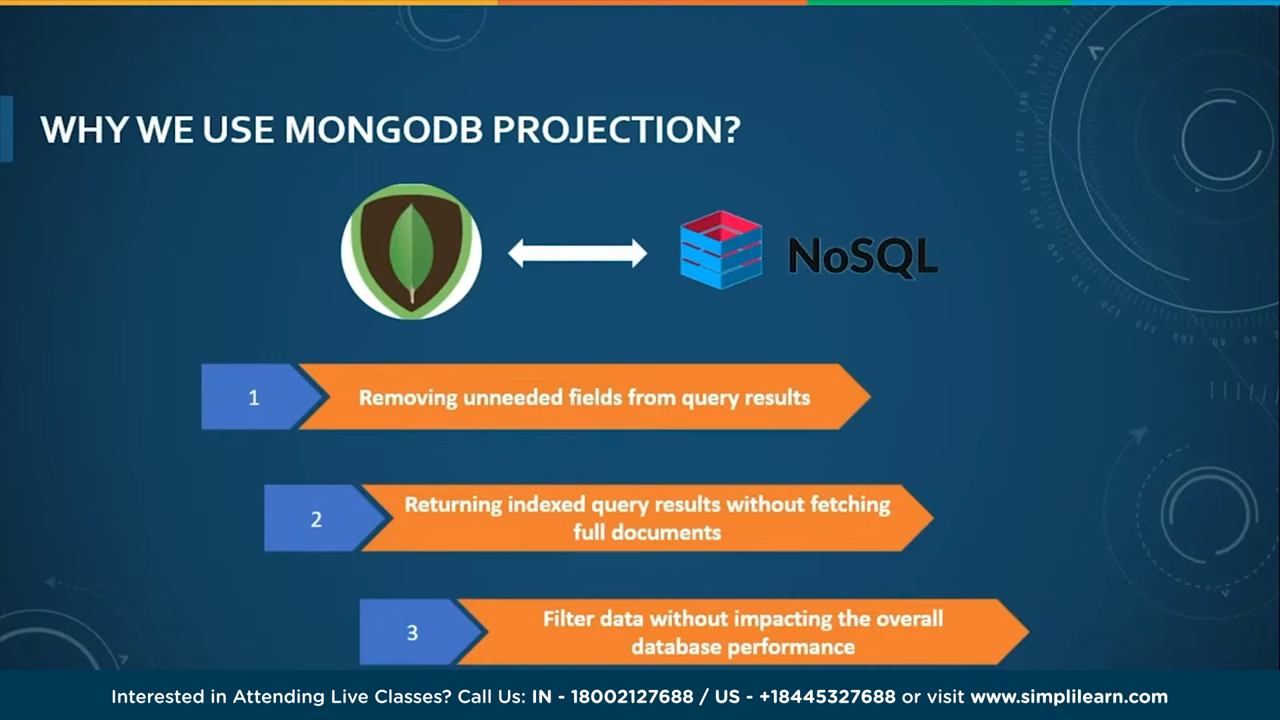 WHY WE USE MONGODB PROJECTION?
NoSQL
1
Removing unneeded fields from query results
2
Returning indexed query results without fetching
full documents
3
Filter data without impacting the overall
database performance
Interested in Attending Live Classes? Call Us: IN - 18002127688 / US - +18445327688 or visit www.simplilearn.com